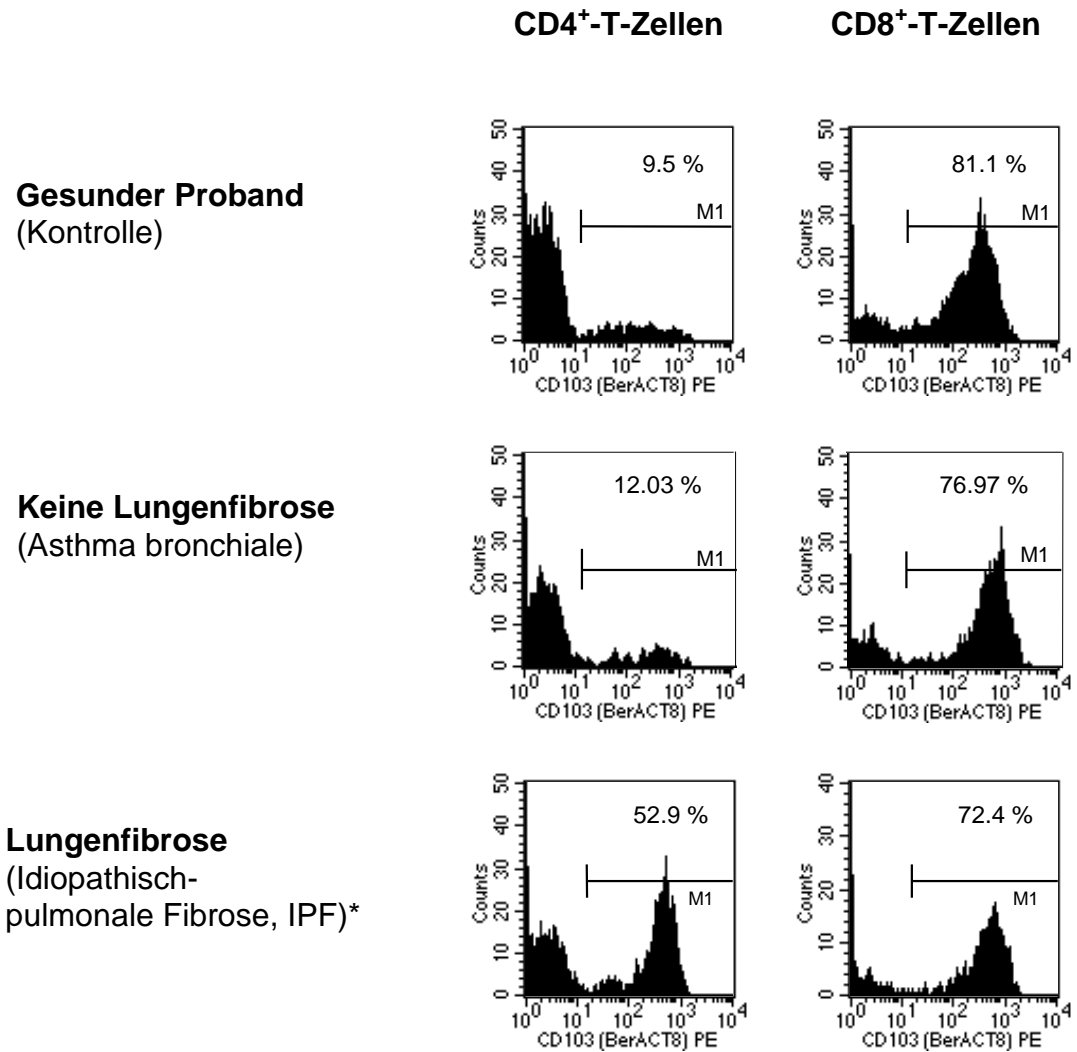 CD4⁺-T-Zellen
CD8⁺-T-Zellen
Gesunder Proband
(Kontrolle)
9.5 %
M1
Counts
0 10 20 30 40 50
10⁰ 10¹ 10² 10³ 10⁴
CD103 (BerACT8) PE
81.1 %
M1
Counts
0 10 20 30 40 50
10⁰ 10¹ 10² 10³ 10⁴
CD103 (BerACT8) PE
Keine Lungenfibrose
(Asthma bronchiale)
12.03 %
M1
Counts
0 10 20 30 40 50
10⁰ 10¹ 10² 10³ 10⁴
CD103 (BerACT8) PE
76.97 %
M1
Counts
0 10 20 30 40 50
10⁰ 10¹ 10² 10³ 10⁴
CD103 (BerACT8) PE
Lungenfibrose
(Idiopathisch-
pulmonale Fibrose, IPF)*
52.9 %
M1
Counts
0 10 20 30 40 50
10⁰ 10¹ 10² 10³ 10⁴
CD103 (BerACT8) PE
72.4 %
M1
Counts
0 10 20 30 40
10⁰ 10¹ 10² 10³ 10⁴
CD103 (BerACT8) PE